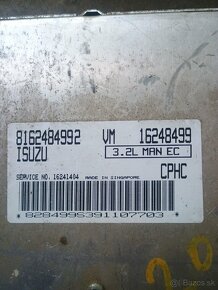 8162484992 VM 16248499
ISUZU 3.2L MAN EC
CPHC
SERVICE NO. 16241404 MADE IN SINGAPORE
8284995391107703
bazos.sk